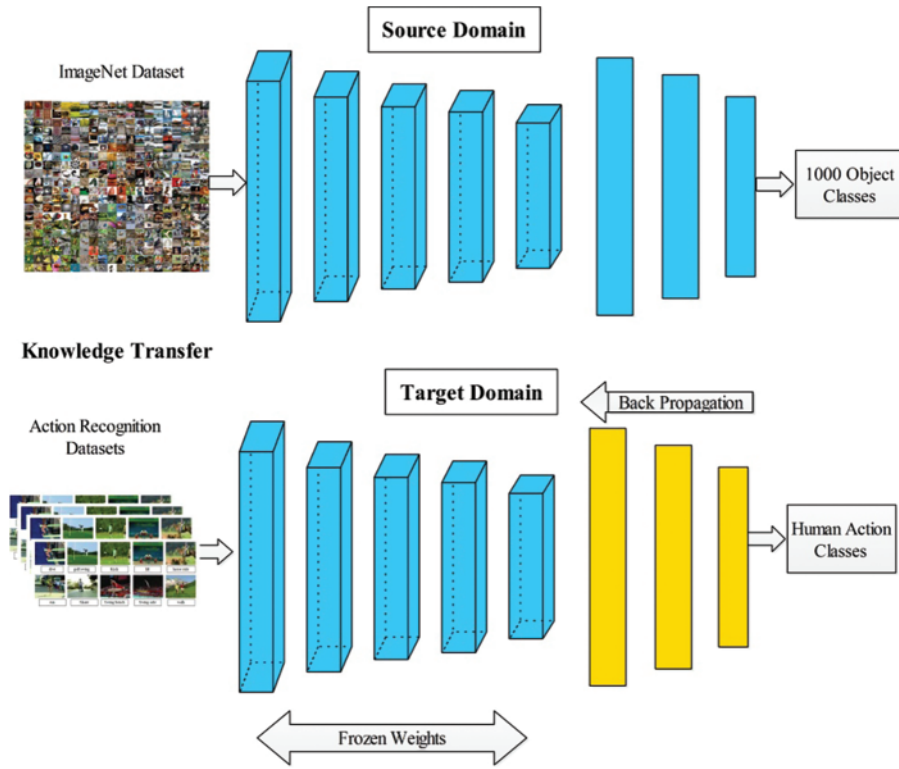 Source Domain
ImageNet Dataset
1000 Object
Classes
Knowledge Transfer
Target Domain
Back Propagation
Action Recognition
Datasets
Human Action
Classes
Frozen Weights